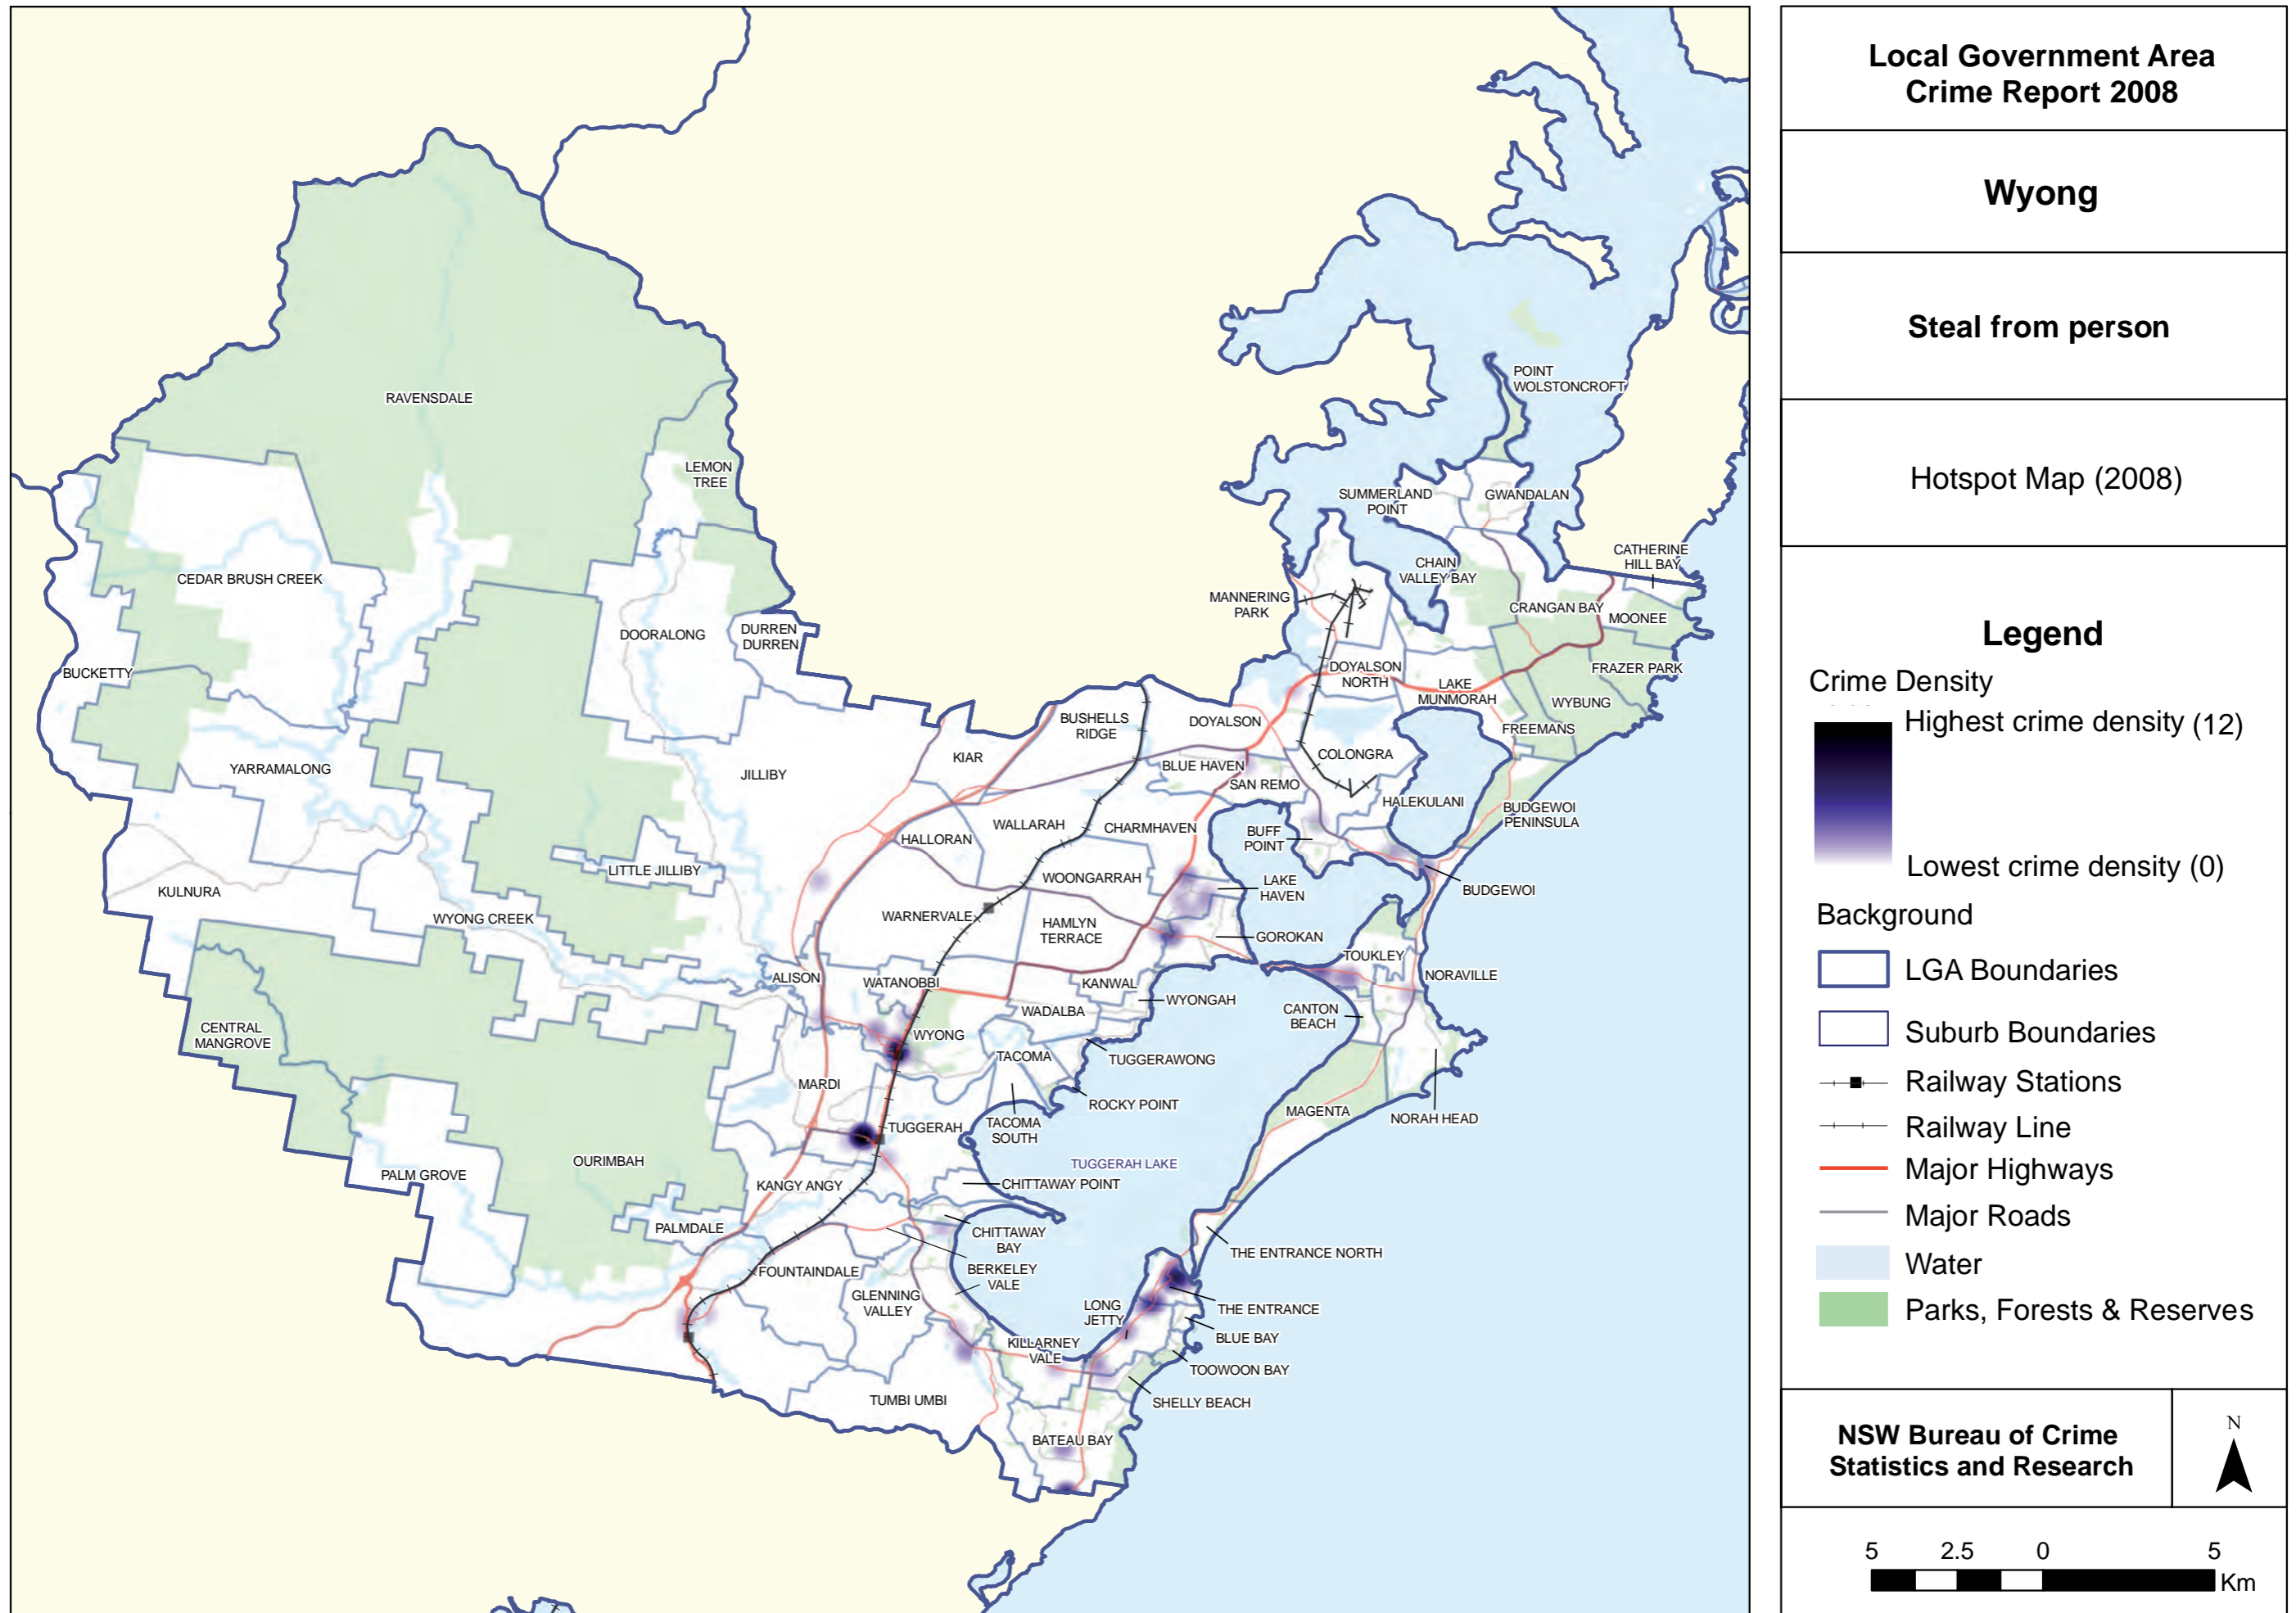 Local Government Area
Crime Report 2008
Wyong
Steal from person
Hotspot Map (2008)
Legend
Crime Density
Highest crime density (12)
Lowest crime density (0)
Background
LGA Boundaries
Suburb Boundaries
Railway Stations
Railway Line
Major Highways
Major Roads
Water
Parks, Forests & Reserves
NSW Bureau of Crime
Statistics and Research
N
5 2.5 0 5
Km
POINT
WOLSTONCROFT
RAVENSDALE
LEMON
TREE
SUMMERLAND
POINT
GWANDALAN
CATHERINE
HILL BAY
CHAIN
VALLEY BAY
CEDAR BRUSH CREEK
MANNERING
PARK
CRANGAN BAY
MOONEE
DOORALONG
DURREN
DURREN
BUCKETTY
DOYALSON
NORTH
FRAZER PARK
LAKE
MUNMORAH
WYBUNG
BUSHELLS
RIDGE
DOYALSON
FREEMANS
KIAR
COLONGRA
YARRAMALONG
JILLIBY
BLUE HAVEN
SAN REMO
HALEKULANI
BUDGEWOI
PENINSULA
WALLARAH
CHARMHAVEN
HALLORAN
BUFF
POINT
LITTLE JILLIBY
WOONGARRAH
LAKE
HAVEN
BUDGEWOI
KULNURA
WYONG CREEK
WARNERVALE
HAMLYN
TERRACE
GOROKAN
TOUKLEY
ALISON
WATANOBBI
KANWAL
NORAVILLE
WYONGAH
WADALBA
CANTON
BEACH
CENTRAL
MANGROVE
WYONG
TACOMA
TUGGERAWONG
MARDI
ROCKY POINT
MAGENTA
NORAH HEAD
TUGGERAH
TACOMA
SOUTH
OURIMBAH
TUGGERAH LAKE
PALM GROVE
KANGY ANGY
CHITTAWAY POINT
PALMDALE
CHITTAWAY
BAY
THE ENTRANCE NORTH
FOUNTAINDALE
BERKELEY
VALE
GLENNING
VALLEY
LONG
JETTY
THE ENTRANCE
BLUE BAY
KILLARNEY
VALE
TOOWOON BAY
TUMBI UMBI
SHELLY BEACH
BATEAU BAY